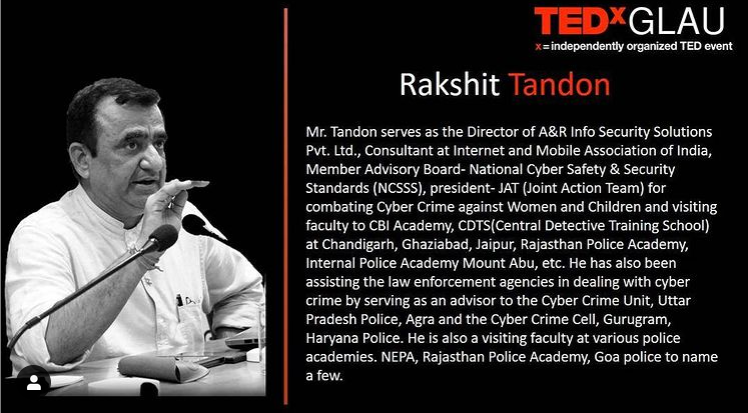 TEDxGLAU
x=independently organized TED event
Rakshit Tandon
Mr. Tandon serves as the Director of A&R Info Security Solutions
Pvt. Ltd., Consultant at Internet and Mobile Association of India,
Member Advisory Board- National Cyber Safety & Security
Standards (NCSSS), president- JAT (Joint Action Team) for
combating Cyber Crime against Women and Children and visiting
faculty to CBI Academy, CDTS(Central Detective Training School)
at Chandigarh, Ghaziabad, Jaipur, Rajasthan Police Academy,
Internal Police Academy Mount Abu, etc. He has also been
assisting the law enforcement agencies in dealing with cyber
crime by serving as an advisor to the Cyber Crime Unit, Uttar
Pradesh Police, Agra and the Cyber Crime Cell, Gurugram,
Haryana Police. He is also a visiting faculty at various police
academies. NEPA, Rajasthan Police Academy, Goa police to name
a few.